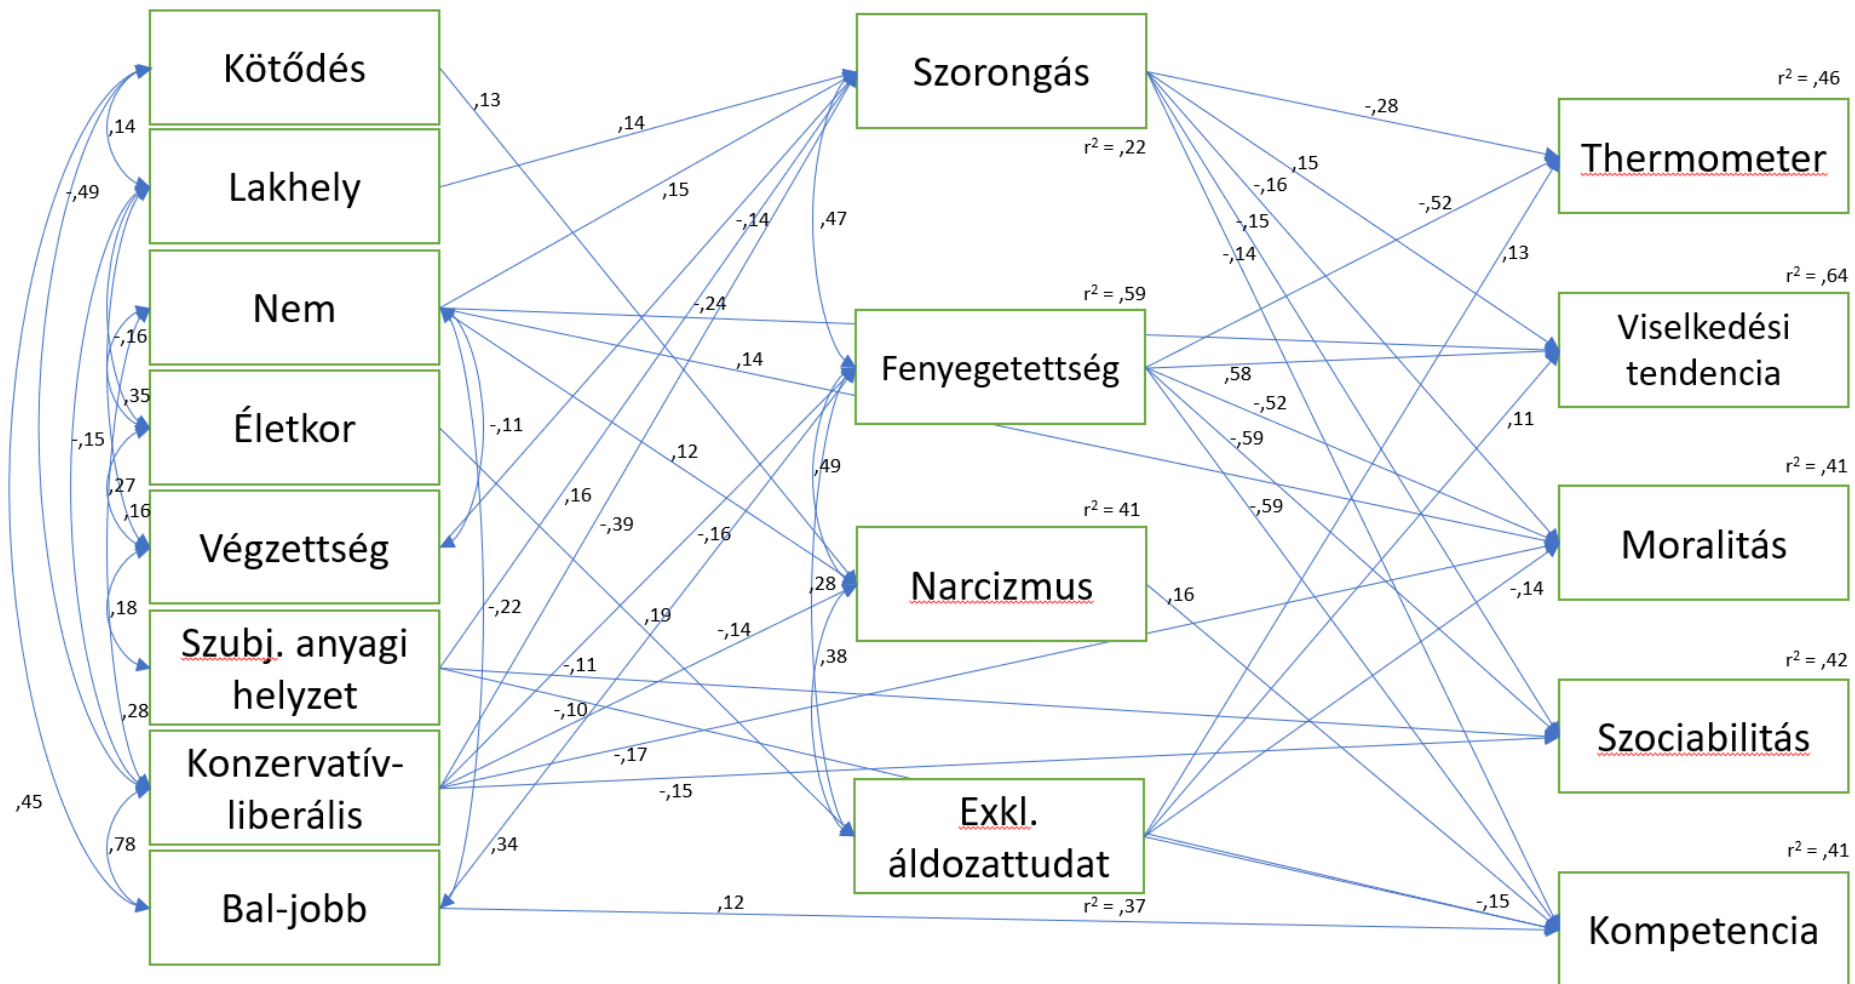 Kötődés
Lakhely
Nem
Életkor
Végzettség
Szubj. anyagi
helyzet
Konzervatív-
liberális
Bal-jobb
,14
-,49
-,16
,35
-,15
,27
,16
,18
,28
,45
,78
,13
,14
,15
-,14
-,24
,14
-,11
,12
,16
-,39
-,16
-,22
,19
-,14
-,11
-,10
-,17
-,15
,34
,12
Szorongás
r² = ,22
,47
r² = ,59
Fenyegetettség
,49
r² = 41
Narcizmus
,28
,38
Exkl.
áldozattudat
r² = ,37
-,28
,15
-,16
-,15
-,14
-,52
,13
,58
-,52
-,59
,11
-,59
,16
-,14
-,15
r² = ,46
Thermometer
r² = ,64
Viselkedési
tendencia
r² = ,41
Moralitás
r² = ,42
Szociabilitás
r² = ,41
Kompetencia